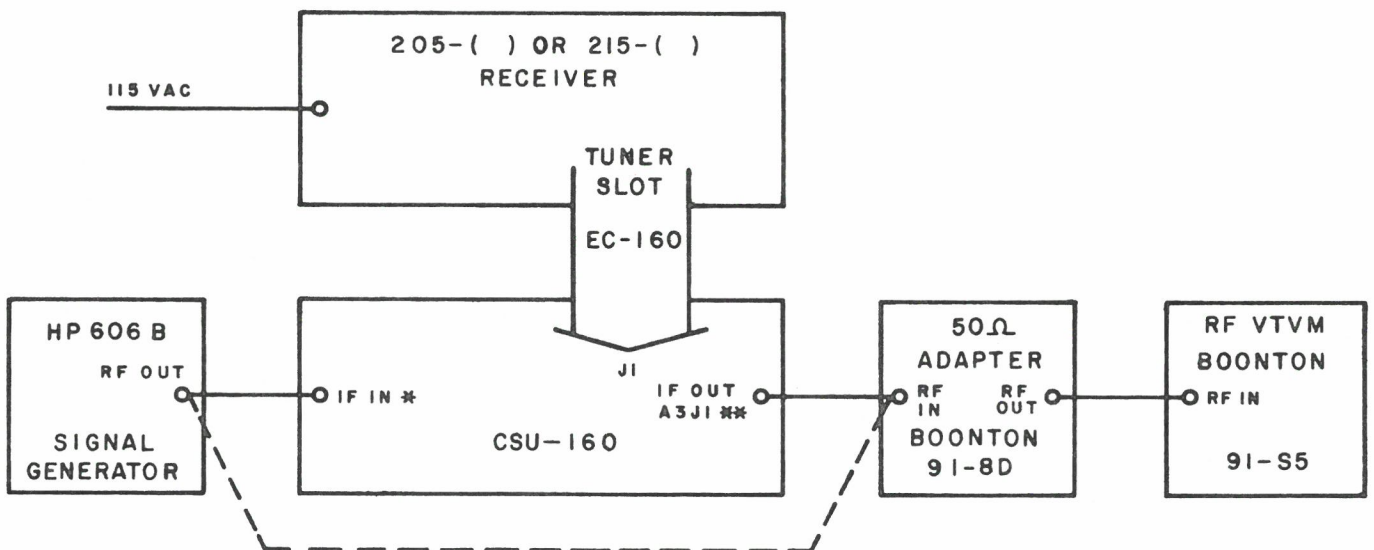 205-( ) OR 215-( )
RECEIVER
115 VAC
TUNER
SLOT
EC-160
HP 606 B
RF OUT
SIGNAL
GENERATOR
J1
IF IN *
IF OUT
A3J1 **
CSU-160
50Ω
ADAPTER
RF
IN
RF
OUT
BOONTON
91-8D
RF VTVM
BOONTON
RF IN
91-S5